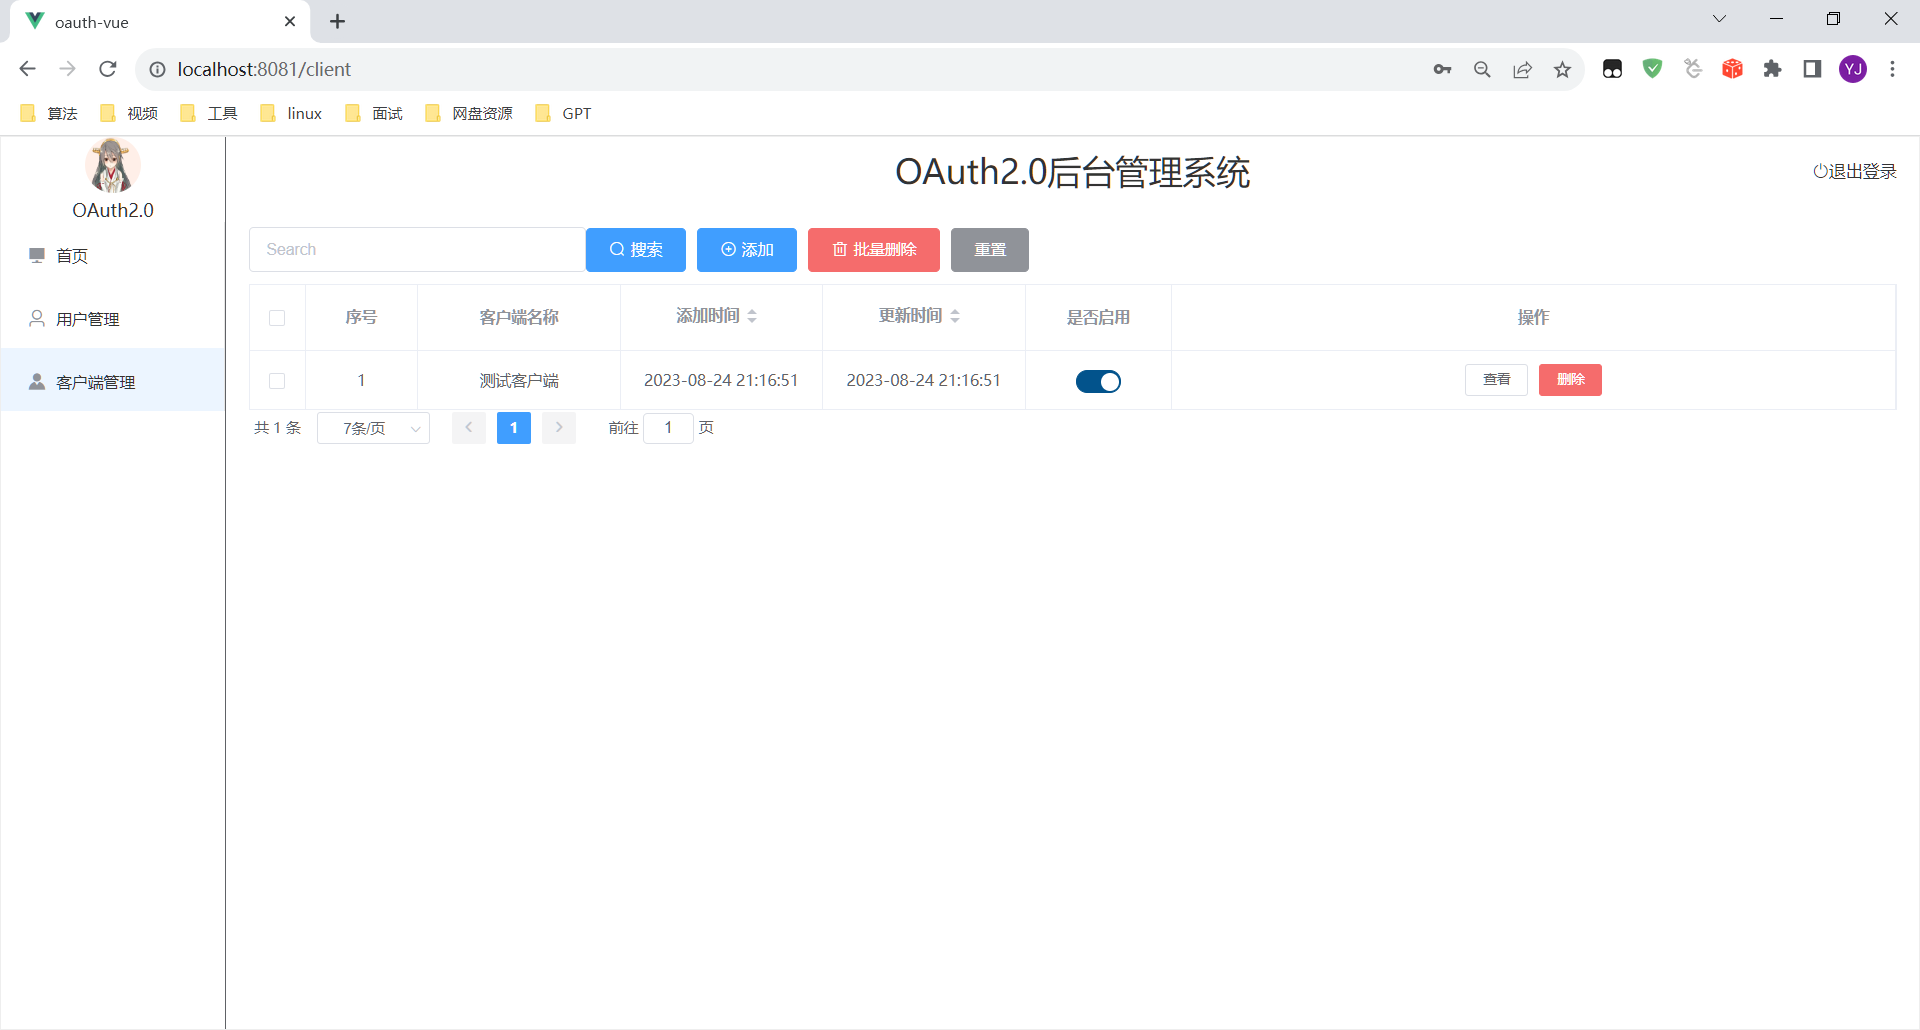 oauth-vue
localhost:8081/client
YJ
算法 视频 工具 linux 面试 网盘资源 GPT
OAuth2.0
首页
用户管理
客户端管理
OAuth2.0后台管理系统
退出登录
Search 搜索 添加 批量删除 重置
序号 客户端名称 添加时间 更新时间 是否启用 操作
1 测试客户端 2023-08-24 21:16:51 2023-08-24 21:16:51 查看 删除
共 1 条 7条/页 1 前往 1 页